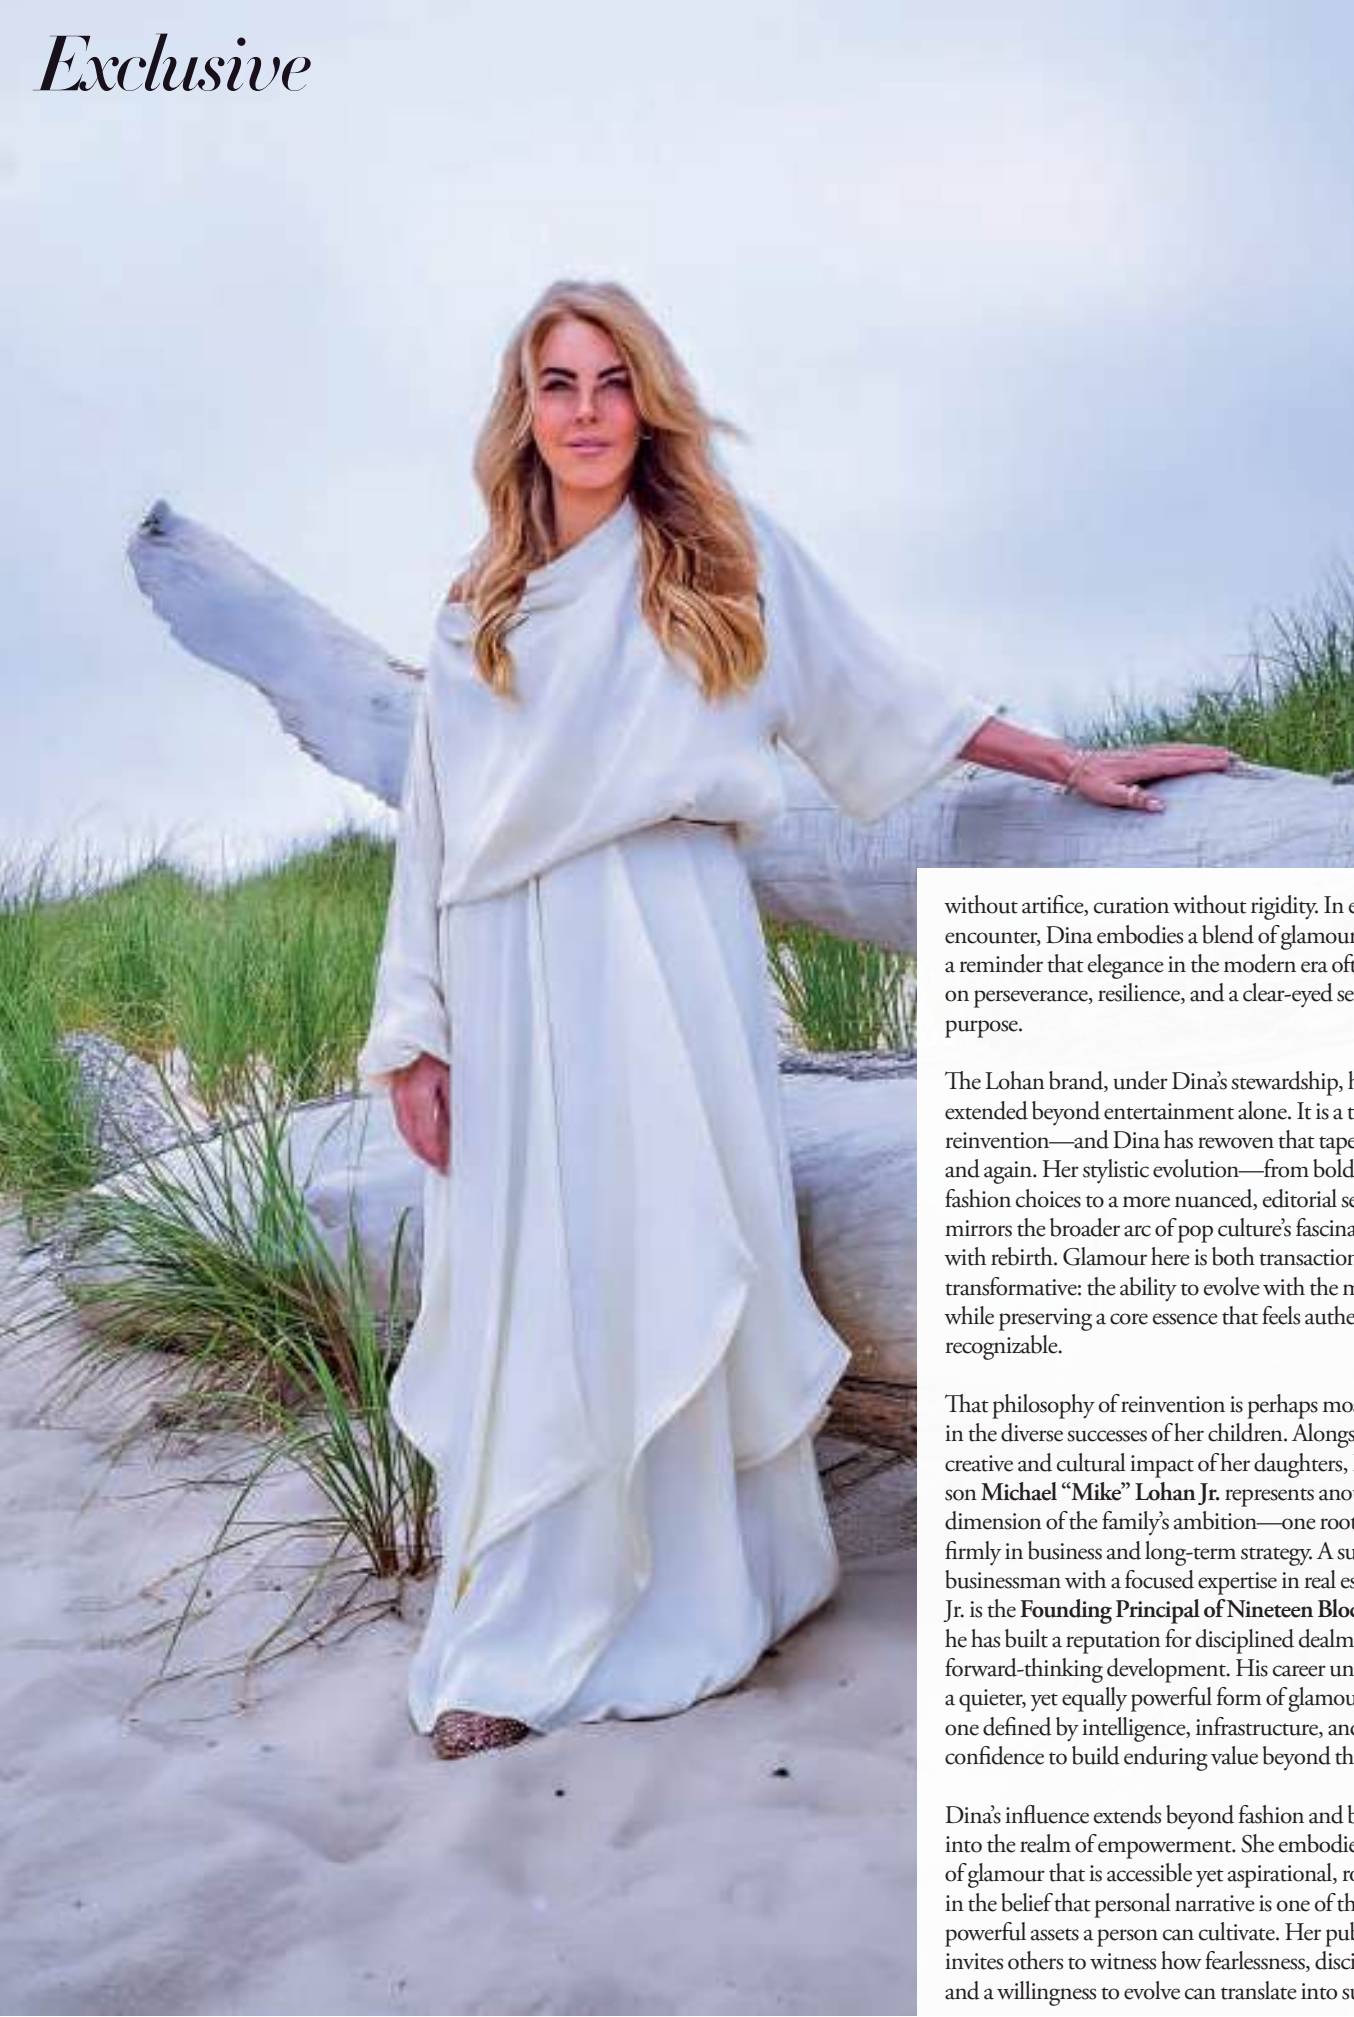 Exclusive
without artifice, curation without rigidity. In
encounter, Dina embodies a blend of glamour
a reminder that elegance in the modern era
on perseverance, resilience, and a clear-eyed
purpose.
The Lohan brand, under Dina's stewardship,
extended beyond entertainment alone. It is a
reinvention—and Dina has rewoven that
and again. Her stylistic evolution—from bold
fashion choices to a more nuanced, editorial
mirrors the broader arc of pop culture's
with rebirth. Glamour here is both
transformative: the ability to evolve with the
while preserving a core essence that feels
recognizable.
That philosophy of reinvention is perhaps
in the diverse successes of her children.
creative and cultural impact of her daughters,
son Michael “Mike” Lohan Jr. represents
dimension of the family's ambition—one
firmly in business and long-term strategy. A
businessman with a focused expertise in real
Jr. is the Founding Principal of Nineteen
he has built a reputation for disciplined
forward-thinking development. His career
a quieter, yet equally powerful form of
one defined by intelligence, infrastructure,
confidence to build enduring value beyond
Dina's influence extends beyond fashion and
into the realm of empowerment. She
of glamour that is accessible yet aspirational,
in the belief that personal narrative is one of
powerful assets a person can cultivate. Her
invites others to witness how fearlessness,
and a willingness to evolve can translate into